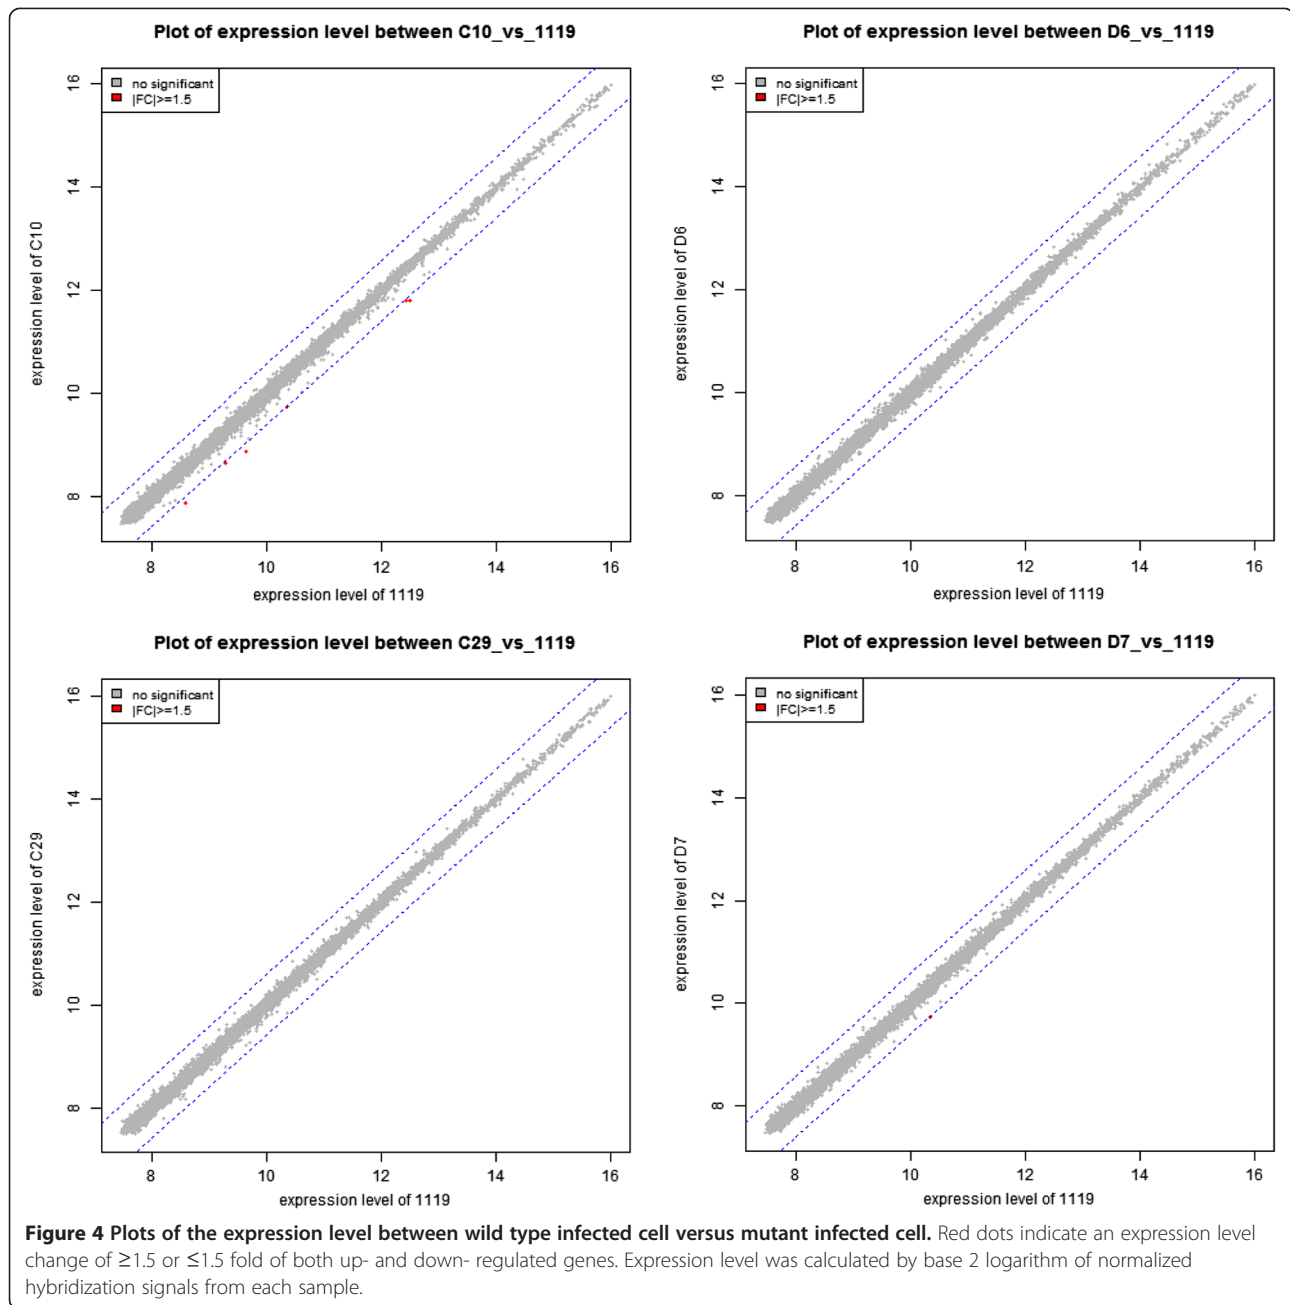 Plot of expression level between C10_vs_1119
no significant
|FC|>=1.5
16
14
12
10
8
expression level of C10
8 10 12 14 16
expression level of 1119
Plot of expression level between D6_vs_1119
no significant
|FC|>=1.5
16
14
12
10
8
expression level of D6
8 10 12 14 16
expression level of 1119
Plot of expression level between C29_vs_1119
no significant
|FC|>=1.5
16
14
12
10
8
expression level of C29
8 10 12 14 16
expression level of 1119
Plot of expression level between D7_vs_1119
no significant
|FC|>=1.5
16
14
12
10
8
expression level of D7
8 10 12 14 16
expression level of 1119
Figure 4 Plots of the expression level between wild type infected cell versus mutant infected cell. Red dots indicate an expression level
change of ≥1.5 or ≤1.5 fold of both up- and down- regulated genes. Expression level was calculated by base 2 logarithm of normalized
hybridization signals from each sample.